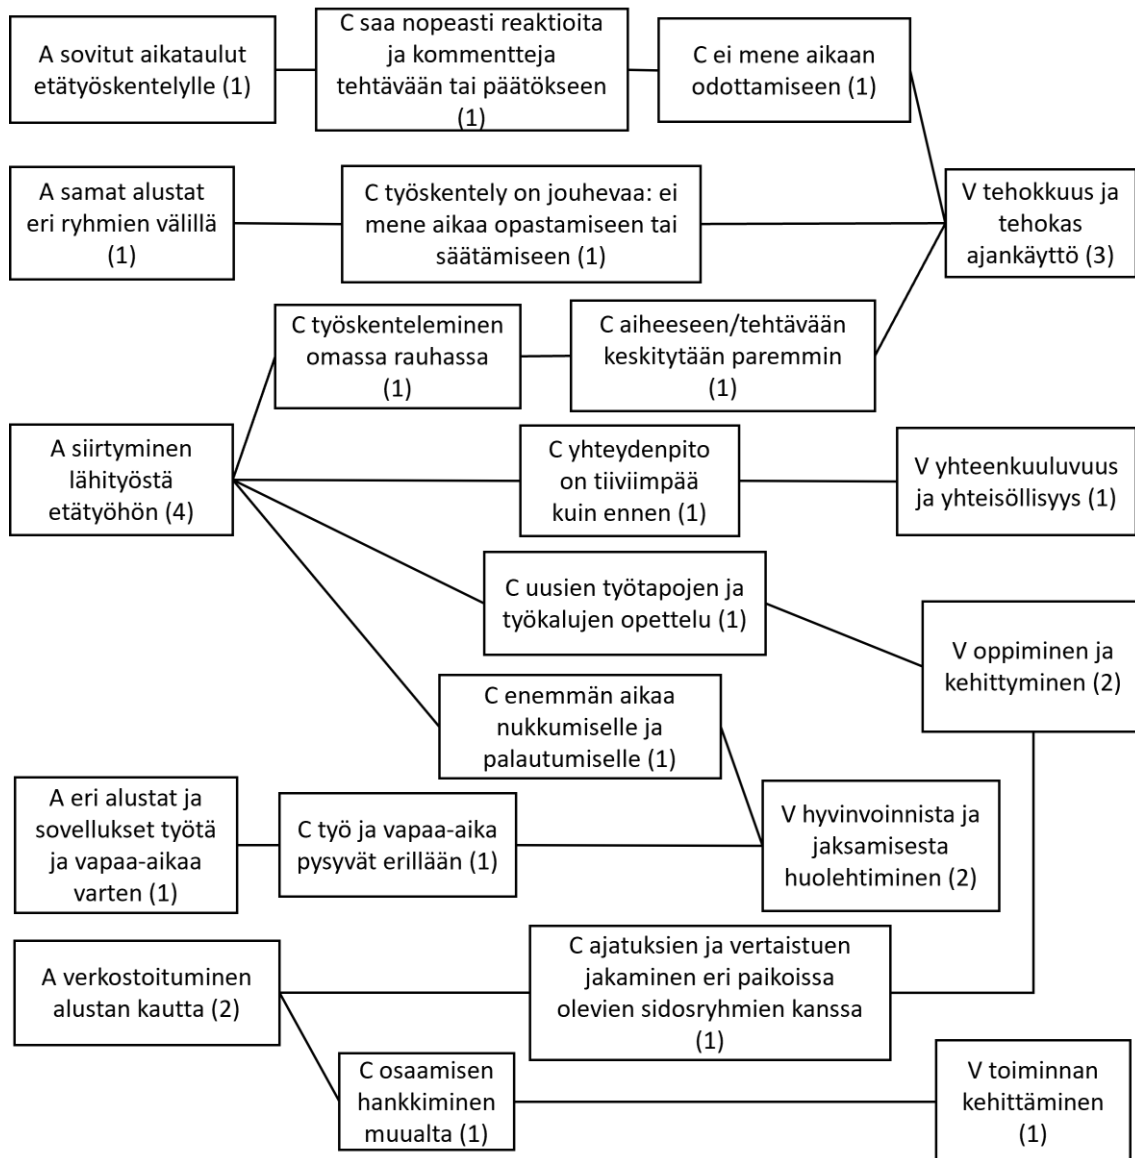 A sovitut aikataulut
etätyöskentelylle (1)
C saa nopeasti reaktioita
ja kommentteja
tehtävään tai päätökseen
(1)
C ei mene aikaan
odottamiseen (1)
A samat alustat
eri ryhmien välillä
(1)
C työskentely on jouhevaa: ei
mene aikaa opastamiseen tai
säätämiseen (1)
V tehokkuus ja
tehokas
ajankäyttö (3)
C työskenteleminen
omassa rauhassa
(1)
C aiheeseen/tehtävään
keskitytään paremmin
(1)
A siirtyminen
lähityöstä
etätyöhön (4)
C yhteydenpito
on tiiviimpää
kuin ennen (1)
V yhteenkuuluvuus
ja yhteisöllisyys (1)
C uusien työtapojen ja
työkalujen opettelu (1)
V oppiminen ja
kehittyminen (2)
C enemmän aikaa
nukkumiselle ja
palautumiselle (1)
A eri alustat ja
sovellukset työtä
ja vapaa-aikaa
varten (1)
C työ ja vapaa-aika
pysyvät erillään (1)
V hyvinvoinnista ja
jaksamisesta
huolehtiminen (2)
A verkostoituminen
alustan kautta (2)
C ajatuksien ja vertaistuen
jakaminen eri paikoissa
olevien sidosryhmien kanssa
(1)
C osaamisen
hankkiminen
muualta (1)
V toiminnan
kehittäminen
(1)